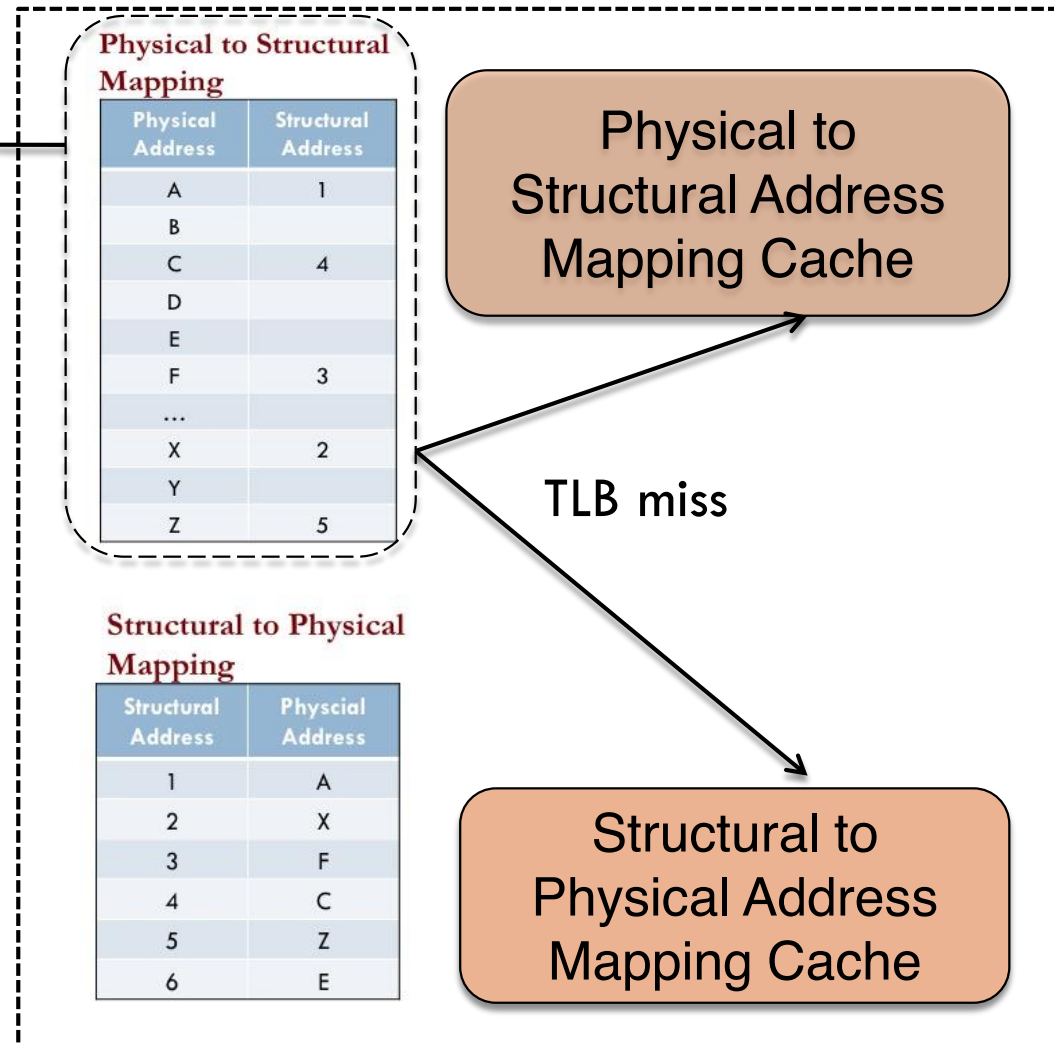 Physical to Structural
Mapping
Physical Address Structural Address
A 1
B
C 4
D
E
F 3
...
X 2
Y
Z 5
Physical to
Structural Address
Mapping Cache
TLB miss
Structural to Physical
Mapping
Structural Address Physcial Address
1 A
2 X
3 F
4 C
5 Z
6 E
Structural to
Physical Address
Mapping Cache